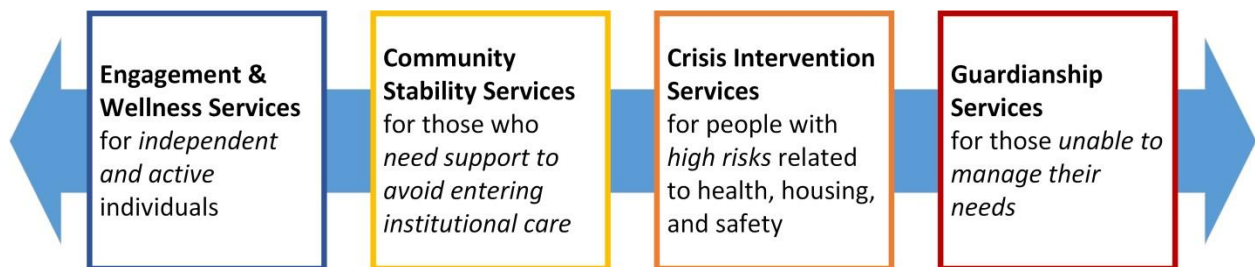 Engagement &
Wellness Services
for independent
and active
individuals
Community
Stability Services
for those who
need support to
avoid entering
institutional care
Crisis Intervention
Services
for people with
high risks related
to health, housing,
and safety
Guardianship
Services
for those unable to
manage their
needs